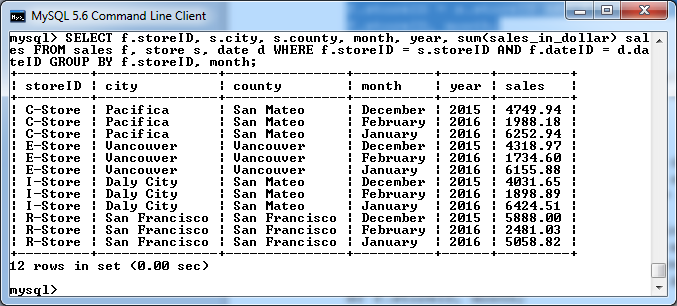 MySQL 5.6 Command Line Client
mysql> SELECT f.storeID, s.city, s.county, month, year, sum(sales_in_dollar) sal
es FROM sales f, store s, date d WHERE f.storeID = s.storeID AND f.dateID = d.da
teID GROUP BY f.storeID, month;
+---------+---------------+---------------+----------+------+---------+
| storeID | city          | county        | month    | year | sales   |
+---------+---------------+---------------+----------+------+---------+
| C-Store | Pacifica      | San Mateo     | December | 2015 | 4749.94 |
| C-Store | Pacifica      | San Mateo     | February | 2016 | 1988.18 |
| C-Store | Pacifica      | San Mateo     | January  | 2016 | 6252.94 |
| E-Store | Vancouver     | Vancouver     | December | 2015 | 4318.97 |
| E-Store | Vancouver     | Vancouver     | February | 2016 | 1734.60 |
| E-Store | Vancouver     | Vancouver     | January  | 2016 | 6155.88 |
| I-Store | Daly City     | San Mateo     | December | 2015 | 4031.65 |
| I-Store | Daly City     | San Mateo     | February | 2016 | 1898.89 |
| I-Store | Daly City     | San Mateo     | January  | 2016 | 6424.51 |
| R-Store | San Francisco | San Francisco | December | 2015 | 5888.00 |
| R-Store | San Francisco | San Francisco | February | 2016 | 2481.03 |
| R-Store | San Francisco | San Francisco | January  | 2016 | 5058.82 |
+---------+---------------+---------------+----------+------+---------+
12 rows in set (0.00 sec)
mysql>